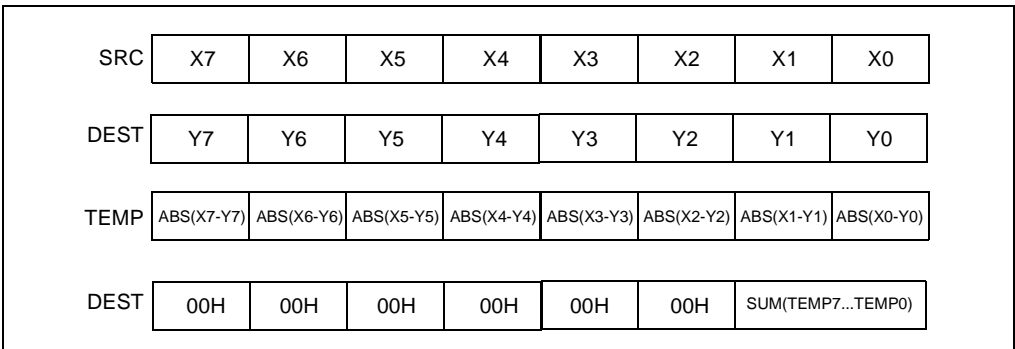 SRC X7 X6 X5 X4 X3 X2 X1 X0
DEST Y7 Y6 Y5 Y4 Y3 Y2 Y1 Y0
TEMP ABS(X7-Y7) ABS(X6-Y6) ABS(X5-Y5) ABS(X4-Y4) ABS(X3-Y3) ABS(X2-Y2) ABS(X1-Y1) ABS(X0-Y0)
DEST 00H 00H 00H 00H 00H 00H SUM(TEMP7...TEMP0)